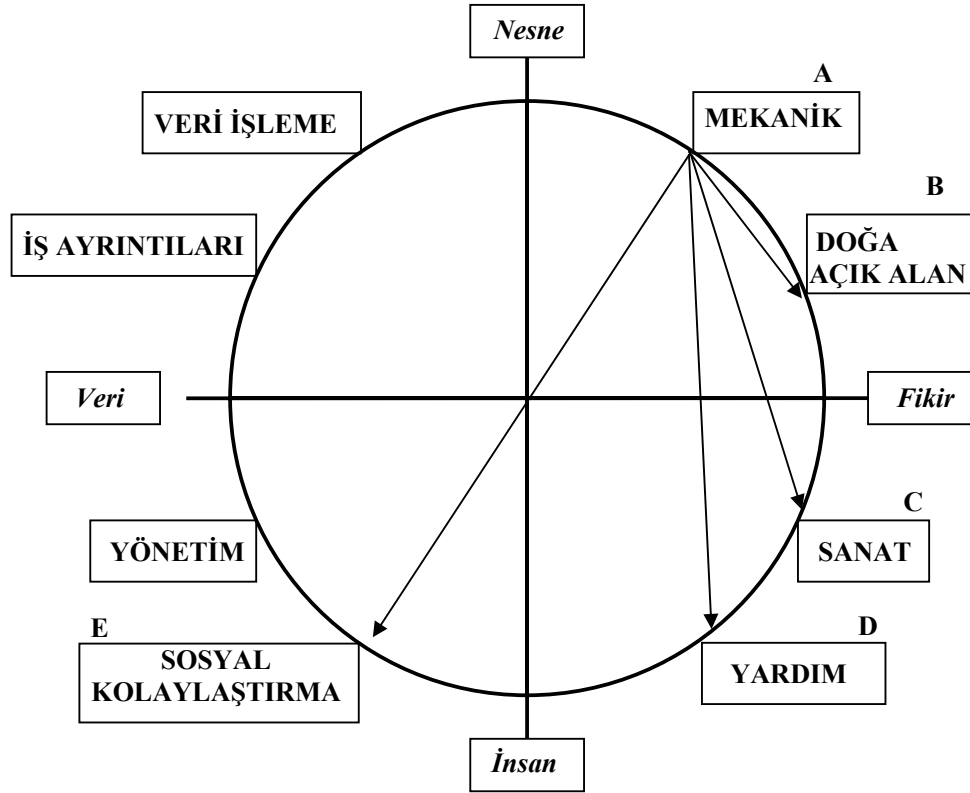 Nesne
A
VERİ İŞLEME
MEKANİK
B
İŞ AYRINTILARI
DOĞA
AÇIK ALAN
Veri
Fikir
C
YÖNETİM
SANAT
E
D
SOSYAL
KOLAYLAŞTIRMA
YARDIM
İnsan